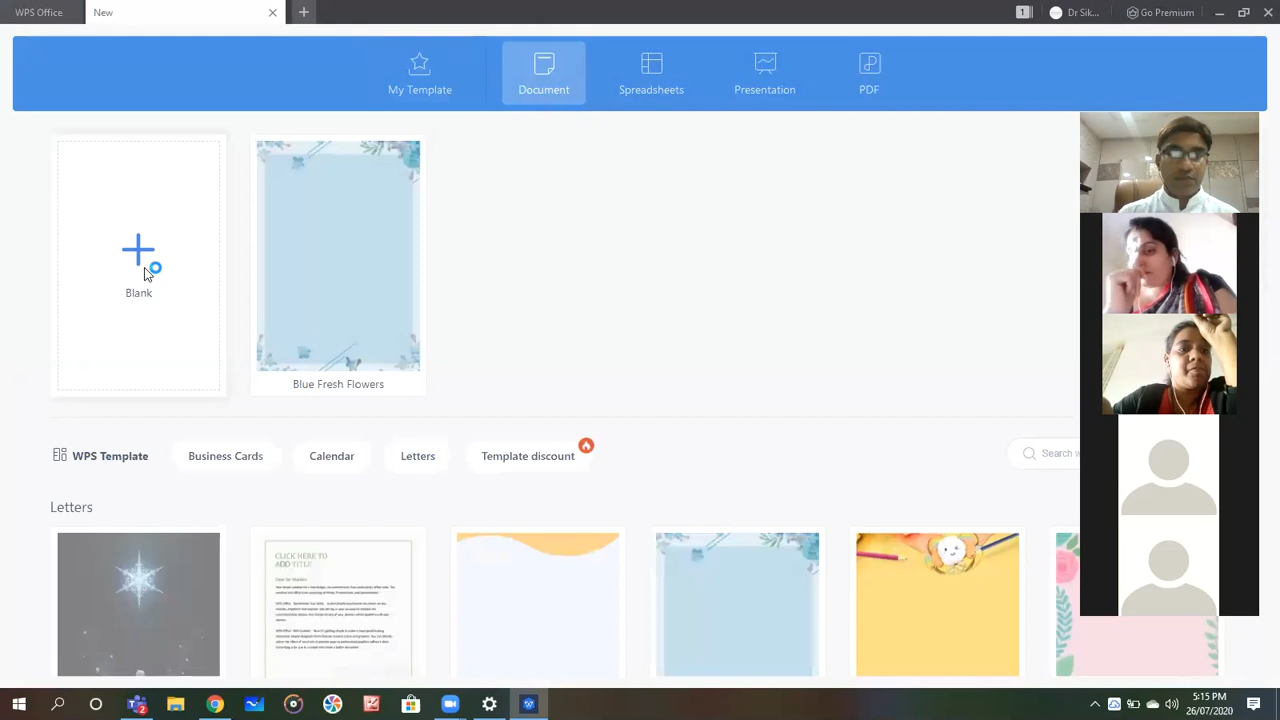 WPS Office
New
1
Dr Sik...
Go Premium
My Template
Document
Spreadsheets
Presentation
PDF
Blank
Blue Fresh Flowers
WPS Template
Business Cards
Calendar
Letters
Template discount
Search w
Letters
CLICK HERE TO
ADD TITLE
5:15 PM
26/07/2020